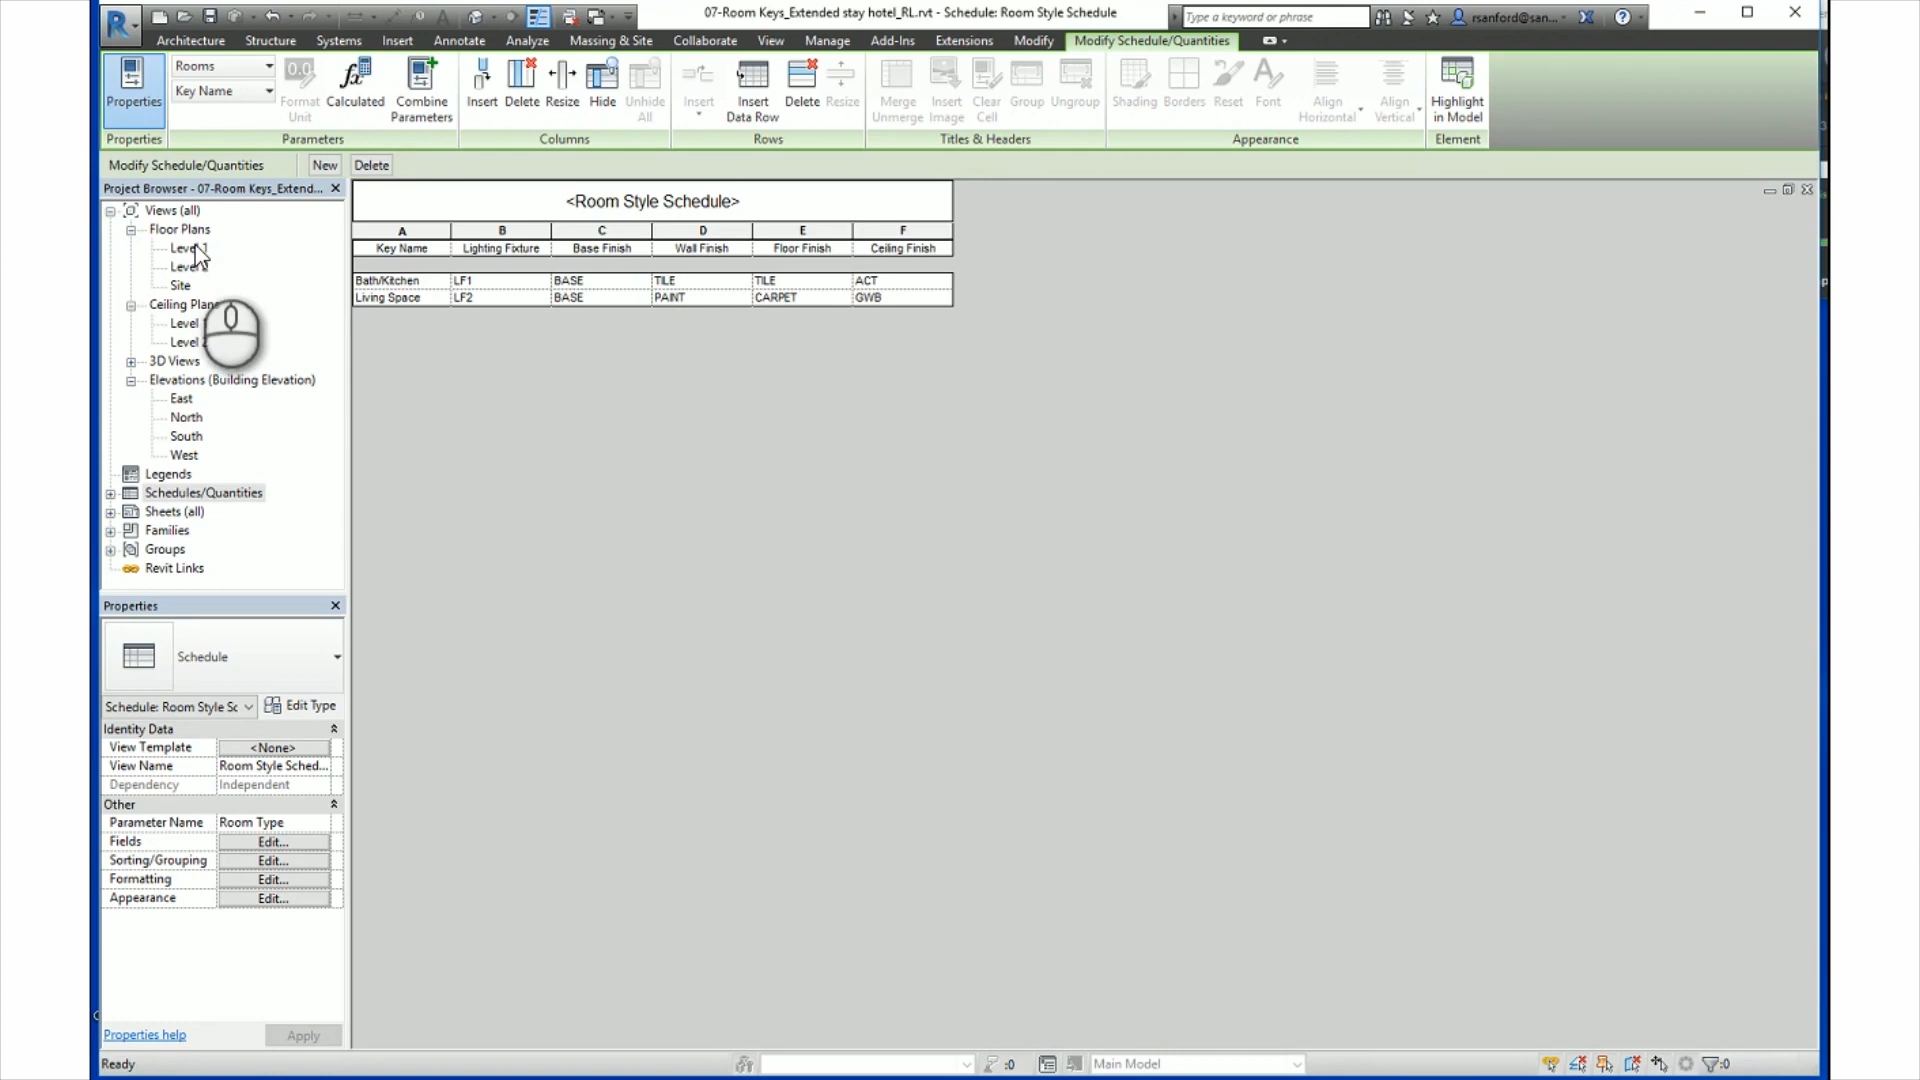 07-Room Keys_Extended stay hotel_RL.rvt - Schedule: Room Style Schedule
Type a keyword or phrase
rsanford@san...
Architecture Structure Systems Insert Annotate Analyze Massing & Site Collaborate View Manage Add-Ins Extensions Modify Modify Schedule/Quantities
Properties
Rooms
Key Name
Format Unit
Calculated
Combine Parameters
Insert
Delete
Resize
Hide
Unhide All
Insert
Insert Data Row
Delete
Resize
Merge Unmerge
Insert Image
Clear Cell
Group
Ungroup
Shading
Borders
Reset
Font
Align Horizontal
Align Vertical
Highlight in Model
Properties Parameters Columns Rows Titles & Headers Appearance Element
Modify Schedule/Quantities New Delete
Project Browser - 07-Room Keys_Extend...
Views (all)
Floor Plans
Site
3D Views
Elevations (Building Elevation)
East
North
South
West
Legends
Schedules/Quantities
Sheets (all)
Families
Groups
Revit Links
<Room Style Schedule>
A B C D E F
Key Name Lighting Fixture Base Finish Wall Finish Floor Finish Ceiling Finish
Bath/Kitchen LF1 BASE TILE TILE ACT
Living Space LF2 BASE PAINT CARPET GWB
Properties
Schedule
Schedule: Room Style Sc Edit Type
Identity Data
View Template <None>
View Name Room Style Sched...
Dependency Independent
Other
Parameter Name Room Type
Fields Edit...
Sorting/Grouping Edit...
Formatting Edit...
Appearance Edit...
Properties help Apply
Ready :0 Main Model :0